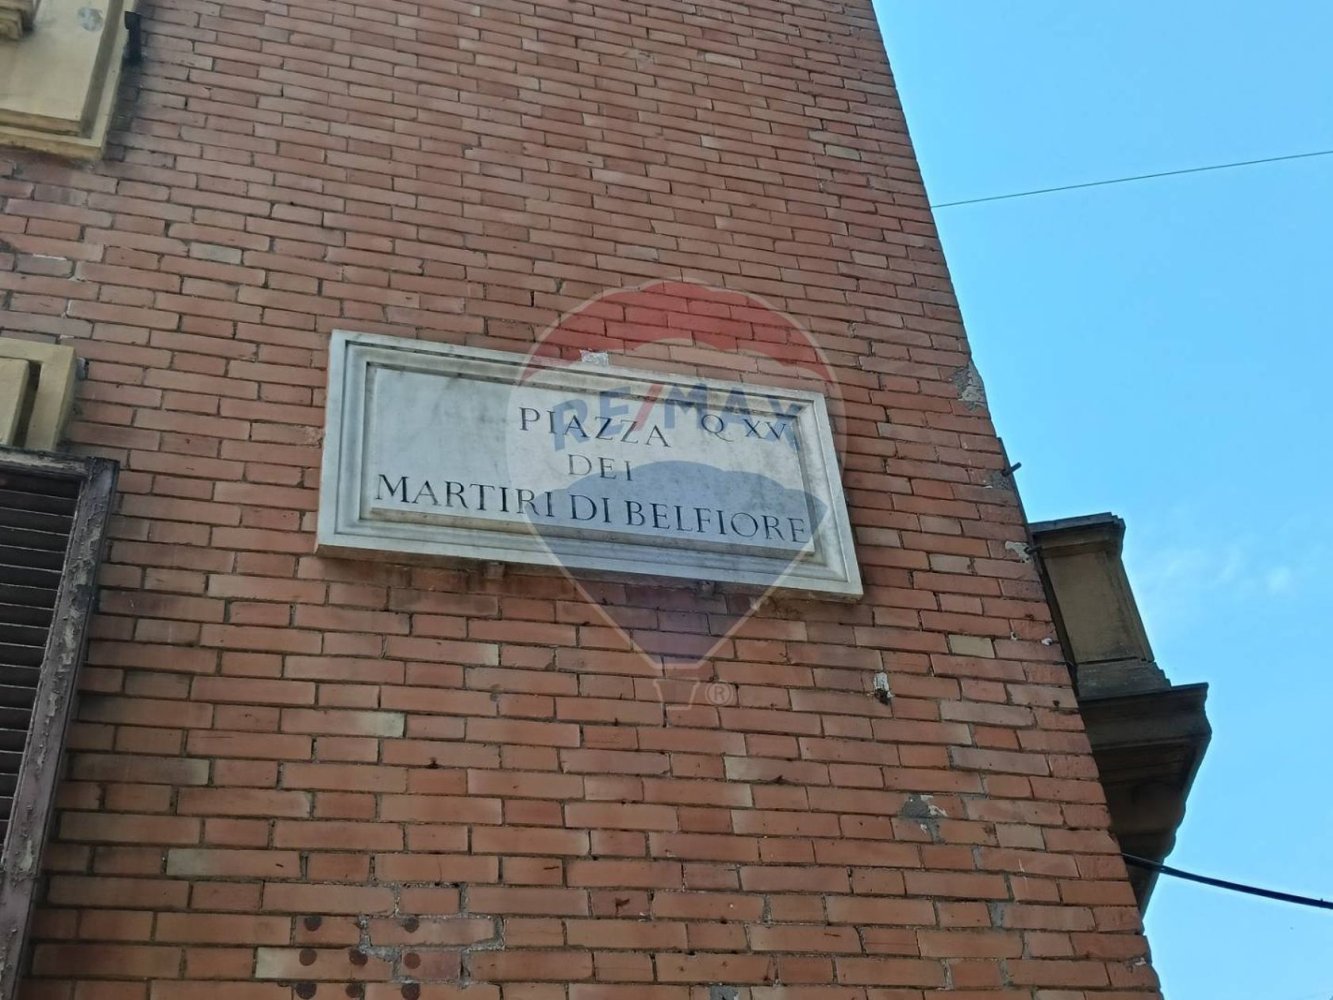 PIAZZA Q XV
DEI
MARTIRI DI BELFIORE
RE/MAX
®